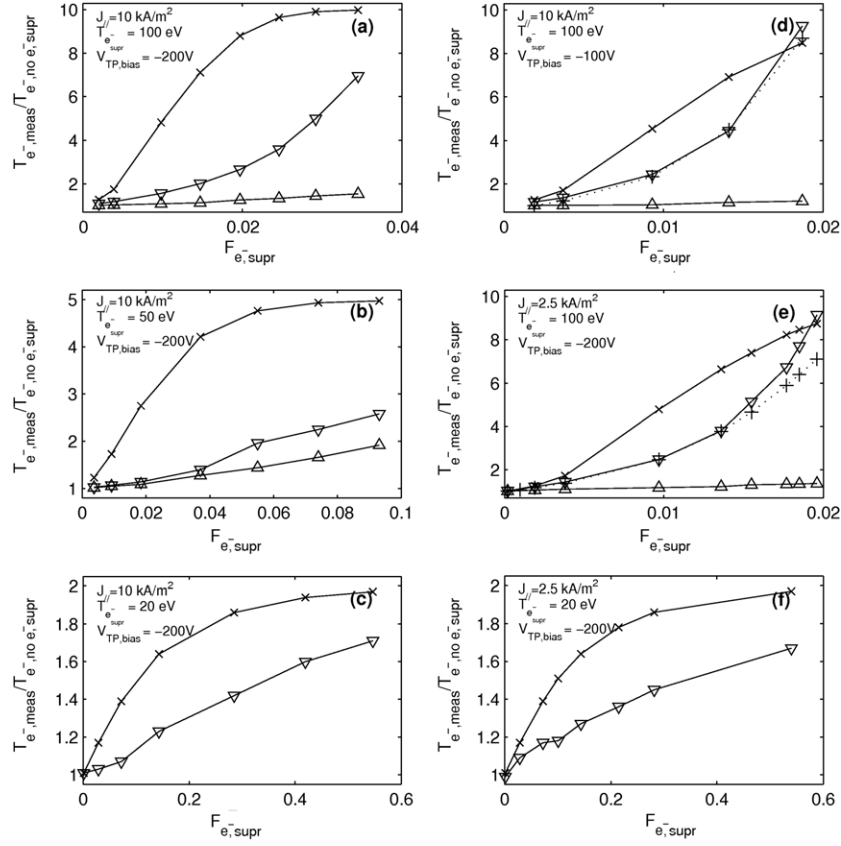 (a)
J//=10 kA/m²
Te⁻supr = 100 eV
VTP,bias = −200V
10
8
6
4
2
0
0.02
0.04
Te⁻,meas/Te⁻,no e⁻,supr
Fe⁻,supr
(d)
J//=10 kA/m²
Te⁻supr = 100 eV
VTP,bias = −100V
10
8
6
4
2
0
0.01
0.02
Te⁻,meas/Te⁻,no e⁻,supr
Fe⁻,supr
(b)
J//=10 kA/m²
Te⁻supr = 50 eV
VTP,bias = −200V
5
4
3
2
1
0
0.02
0.04
0.06
0.08
0.1
Te⁻,meas/Te⁻,no e⁻,supr
Fe⁻,supr
(e)
J//=2.5 kA/m²
Te⁻supr = 100 eV
VTP,bias = −200V
10
8
6
4
2
0
0.01
0.02
Te⁻,meas/Te⁻,no e⁻,supr
Fe⁻,supr
(c)
J//=10 kA/m²
Te⁻supr = 20 eV
VTP,bias = −200V
2
1.8
1.6
1.4
1.2
1
0
0.2
0.4
0.6
Te⁻,meas/Te⁻,no e⁻,supr
Fe⁻,supr
(f)
J//=2.5 kA/m²
Te⁻supr = 20 eV
VTP,bias = −200V
2
1.8
1.6
1.4
1.2
1
0
0.2
0.4
0.6
Te⁻,meas/Te⁻,no e⁻,supr
Fe⁻,supr